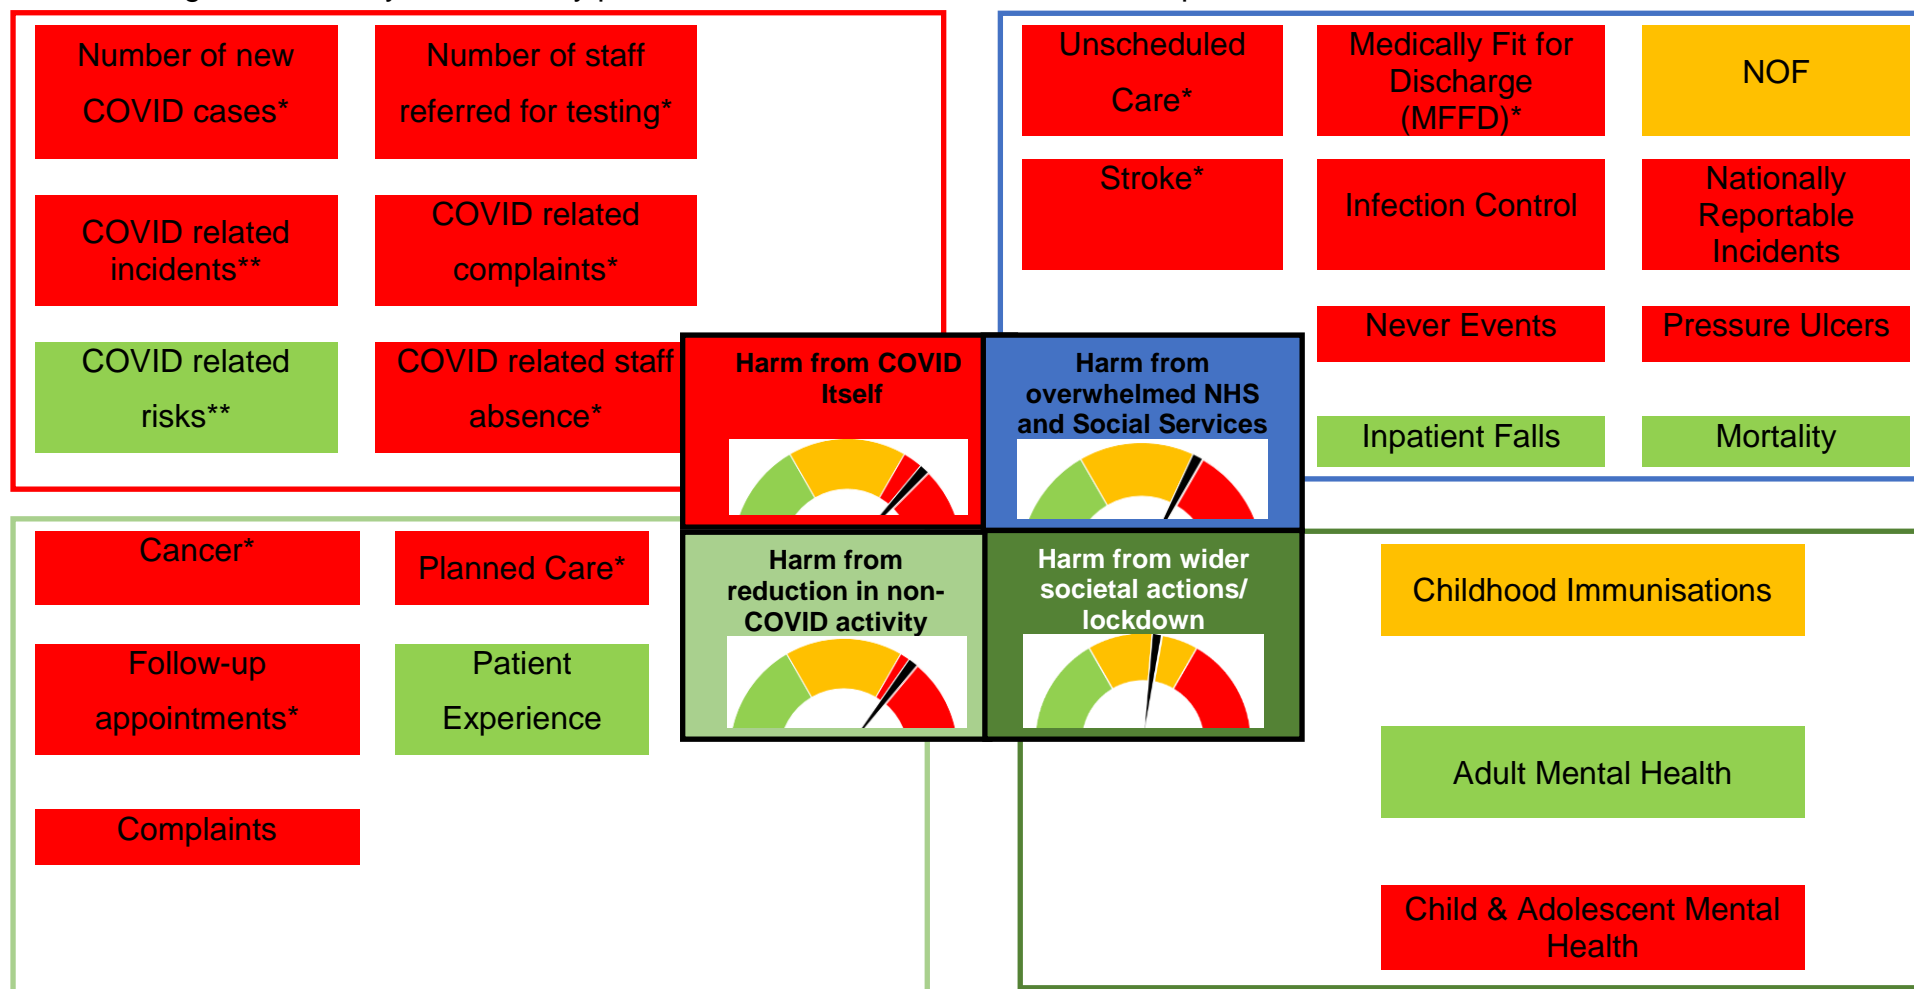 Number of new
COVID cases*
Number of staff
referred for testing*
COVID related
incidents**
COVID related
complaints*
COVID related
risks**
COVID related staff
absence*
Unscheduled
Care*
Medically Fit for
Discharge
(MFFD)*
NOF
Stroke*
Infection Control
Nationally
Reportable
Incidents
Never Events
Pressure Ulcers
Inpatient Falls
Mortality
Harm from COVID
Itself
Harm from
overwhelmed NHS
and Social Services
Harm from
reduction in non-
COVID activity
Harm from wider
societal actions/
lockdown
Cancer*
Planned Care*
Follow-up
appointments*
Patient
Experience
Complaints
Childhood Immunisations
Adult Mental Health
Child & Adolescent Mental
Health